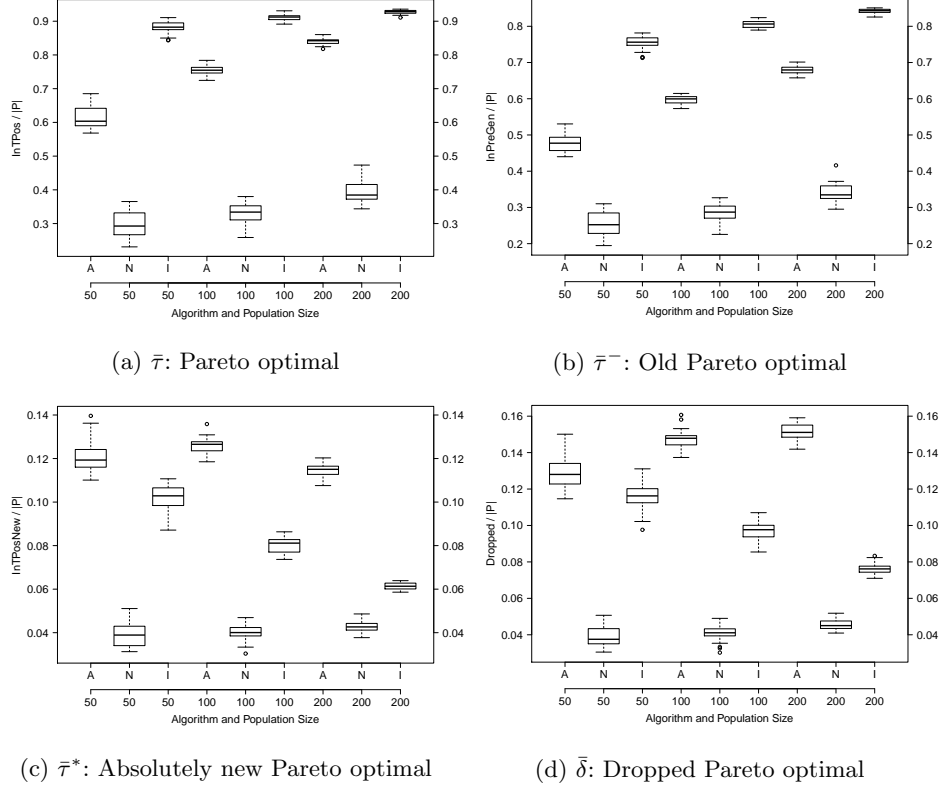 InTPos / |P|
0.9 0.9
0.8 0.8
0.7 0.7
0.6 0.6
0.5 0.5
0.4 0.4
0.3 0.3
A N I A N I A N I
50 50 50 100 100 100 200 200 200
Algorithm and Population Size
(a) τ̄: Pareto optimal
InPreGen / |P|
0.8 0.8
0.7 0.7
0.6 0.6
0.5 0.5
0.4 0.4
0.3 0.3
0.2 0.2
A N I A N I A N I
50 50 50 100 100 100 200 200 200
Algorithm and Population Size
(b) τ̄⁻: Old Pareto optimal
InTPosNew / |P|
0.14 0.14
0.12 0.12
0.10 0.10
0.08 0.08
0.06 0.06
0.04 0.04
A N I A N I A N I
50 50 50 100 100 100 200 200 200
Algorithm and Population Size
(c) τ̄*: Absolutely new Pareto optimal
Dropped / |P|
0.16 0.16
0.14 0.14
0.12 0.12
0.10 0.10
0.08 0.08
0.06 0.06
0.04 0.04
A N I A N I A N I
50 50 50 100 100 100 200 200 200
Algorithm and Population Size
(d) δ̄: Dropped Pareto optimal